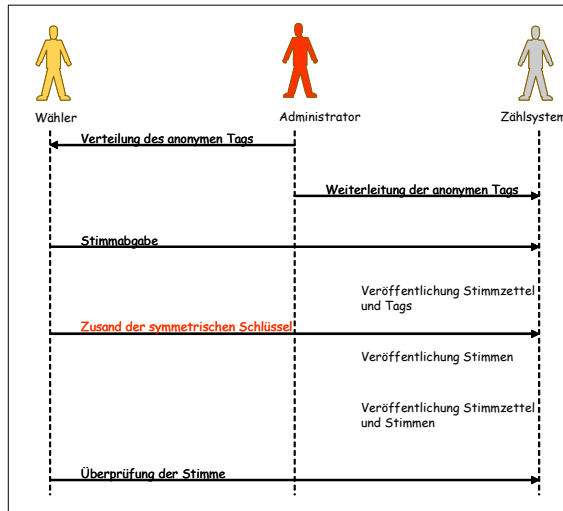 Wähler
Administrator
Zählsystem
Verteilung des anonymen Tags
Weiterleitung der anonymen Tags
Stimmabgabe
Veröffentlichung Stimmzettel
und Tags
Zusand der symmetrischen Schlüssel
Veröffentlichung Stimmen
Veröffentlichung Stimmzettel
und Stimmen
Überprüfung der Stimme